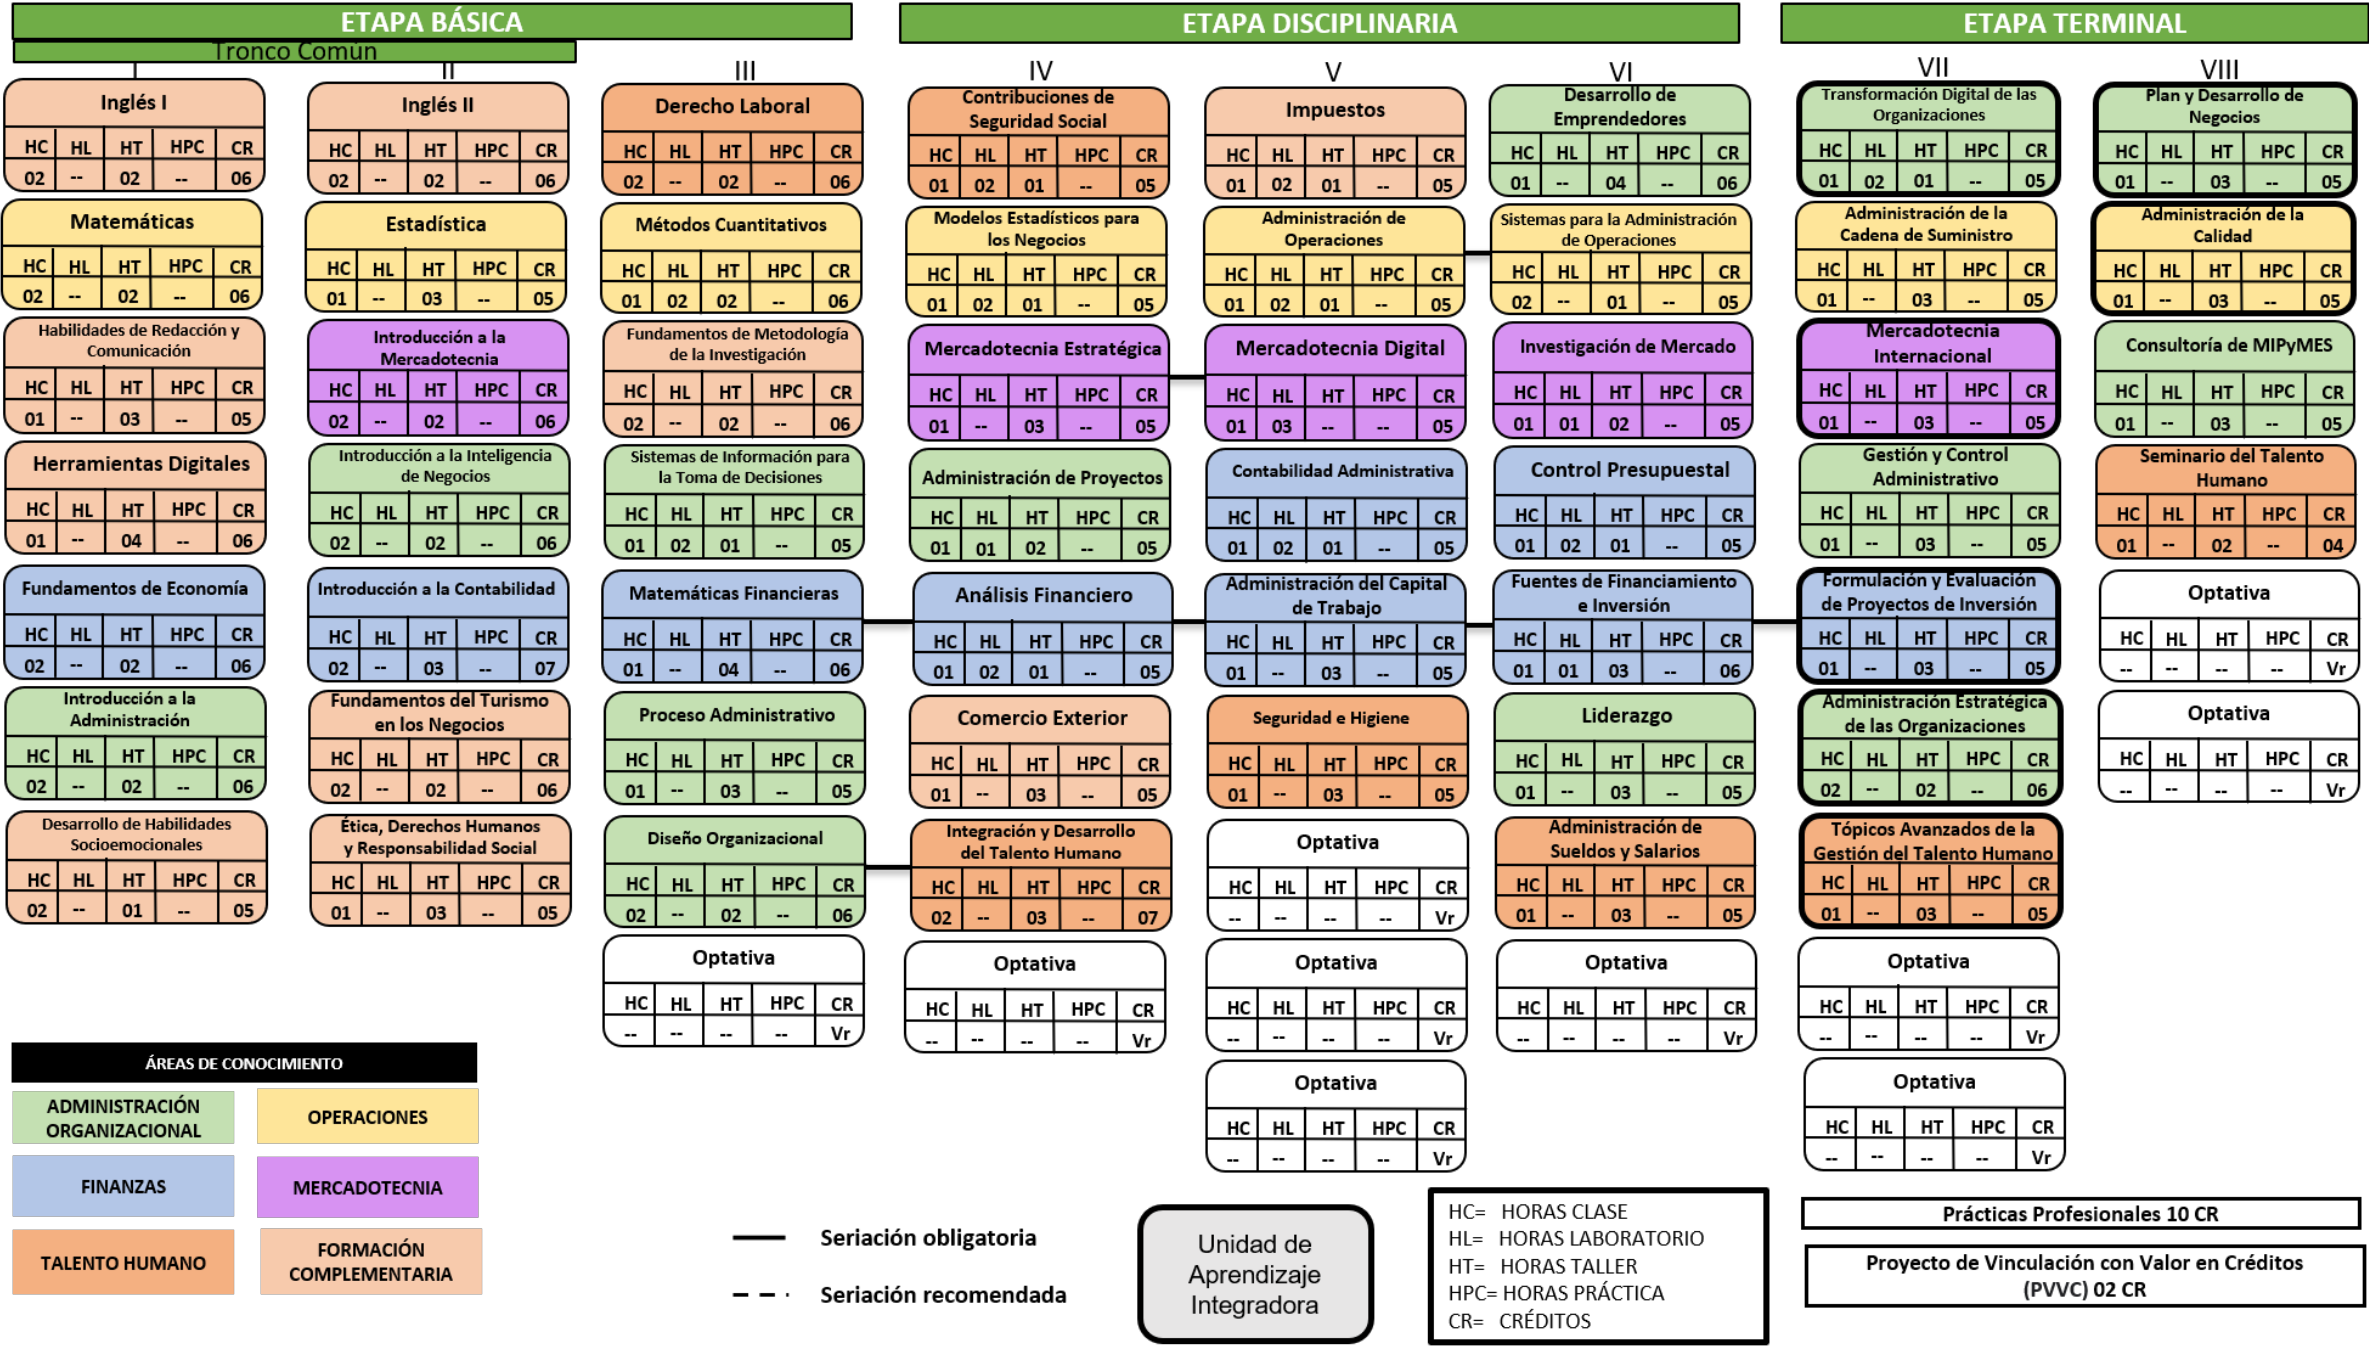 ETAPA BÁSICA
Tronco Común
I
Inglés I
HC HL HT HPC CR
02 -- 02 -- 06
Matemáticas
HC HL HT HPC CR
02 -- 02 -- 06
Habilidades de Redacción y
Comunicación
HC HL HT HPC CR
01 -- 03 -- 05
Herramientas Digitales
HC HL HT HPC CR
01 -- 04 -- 06
Fundamentos de Economía
HC HL HT HPC CR
02 -- 02 -- 06
Introducción a la
Administración
HC HL HT HPC CR
02 -- 02 -- 06
Desarrollo de Habilidades
Socioemocionales
HC HL HT HPC CR
02 -- 01 -- 05
II
Inglés II
HC HL HT HPC CR
02 -- 02 -- 06
Estadística
HC HL HT HPC CR
01 -- 03 -- 05
Introducción a la
Mercadotecnia
HC HL HT HPC CR
02 -- 02 -- 06
Introducción a la Inteligencia
de Negocios
HC HL HT HPC CR
02 -- 02 -- 06
Introducción a la Contabilidad
HC HL HT HPC CR
02 -- 03 -- 07
Fundamentos del Turismo
en los Negocios
HC HL HT HPC CR
02 -- 02 -- 06
Ética, Derechos Humanos
y Responsabilidad Social
HC HL HT HPC CR
01 -- 03 -- 05
III
Derecho Laboral
HC HL HT HPC CR
02 -- 02 -- 06
Métodos Cuantitativos
HC HL HT HPC CR
01 02 02 -- 06
Fundamentos de Metodología
de la Investigación
HC HL HT HPC CR
02 -- 02 -- 06
Sistemas de Información para
la Toma de Decisiones
HC HL HT HPC CR
01 02 01 -- 05
Matemáticas Financieras
HC HL HT HPC CR
01 -- 04 -- 06
Proceso Administrativo
HC HL HT HPC CR
01 -- 03 -- 05
Diseño Organizacional
HC HL HT HPC CR
02 -- 02 -- 06
Optativa
HC HL HT HPC CR
-- -- -- -- Vr
ETAPA DISCIPLINARIA
IV
Contribuciones de
Seguridad Social
HC HL HT HPC CR
01 02 01 -- 05
Modelos Estadísticos para
los Negocios
HC HL HT HPC CR
01 02 01 -- 05
Mercadotecnia Estratégica
HC HL HT HPC CR
01 -- 03 -- 05
Administración de Proyectos
HC HL HT HPC CR
01 01 02 -- 05
Análisis Financiero
HC HL HT HPC CR
01 02 01 -- 05
Comercio Exterior
HC HL HT HPC CR
01 -- 03 -- 05
Integración y Desarrollo
del Talento Humano
HC HL HT HPC CR
02 -- 03 -- 07
Optativa
HC HL HT HPC CR
-- -- -- -- Vr
V
Impuestos
HC HL HT HPC CR
01 02 01 -- 05
Administración de
Operaciones
HC HL HT HPC CR
01 02 01 -- 05
Mercadotecnia Digital
HC HL HT HPC CR
01 03 -- -- 05
Contabilidad Administrativa
HC HL HT HPC CR
01 02 01 -- 05
Administración del Capital
de Trabajo
HC HL HT HPC CR
01 -- 03 -- 05
Seguridad e Higiene
HC HL HT HPC CR
01 -- 03 -- 05
Optativa
HC HL HT HPC CR
-- -- -- -- Vr
Optativa
HC HL HT HPC CR
-- -- -- -- Vr
Optativa
HC HL HT HPC CR
-- -- -- -- Vr
VI
Desarrollo de
Emprendedores
HC HL HT HPC CR
01 -- 04 -- 06
Sistemas para la Administración
de Operaciones
HC HL HT HPC CR
02 -- 01 -- 05
Investigación de Mercado
HC HL HT HPC CR
01 01 02 -- 05
Control Presupuestal
HC HL HT HPC CR
01 02 01 -- 05
Fuentes de Financiamiento
e Inversión
HC HL HT HPC CR
01 01 03 -- 06
Liderazgo
HC HL HT HPC CR
01 -- 03 -- 05
Administración de
Sueldos y Salarios
HC HL HT HPC CR
01 -- 03 -- 05
Optativa
HC HL HT HPC CR
-- -- -- -- Vr
ETAPA TERMINAL
VII
Transformación Digital de las
Organizaciones
HC HL HT HPC CR
01 02 01 -- 05
Administración de la
Cadena de Suministro
HC HL HT HPC CR
01 -- 03 -- 05
Mercadotecnia
Internacional
HC HL HT HPC CR
01 -- 03 -- 05
Gestión y Control
Administrativo
HC HL HT HPC CR
01 -- 03 -- 05
Formulación y Evaluación
de Proyectos de Inversión
HC HL HT HPC CR
01 -- 03 -- 05
Administración Estratégica
de las Organizaciones
HC HL HT HPC CR
02 -- 02 -- 06
Tópicos Avanzados de la
Gestión del Talento Humano
HC HL HT HPC CR
01 -- 03 -- 05
Optativa
HC HL HT HPC CR
-- -- -- -- Vr
Optativa
HC HL HT HPC CR
-- -- -- -- Vr
VIII
Plan y Desarrollo de
Negocios
HC HL HT HPC CR
01 -- 03 -- 05
Administración de la
Calidad
HC HL HT HPC CR
01 -- 03 -- 05
Consultoría de MIPyMES
HC HL HT HPC CR
01 -- 03 -- 05
Seminario del Talento
Humano
HC HL HT HPC CR
01 -- 02 -- 04
Optativa
HC HL HT HPC CR
-- -- -- -- Vr
Optativa
HC HL HT HPC CR
-- -- -- -- Vr
ÁREAS DE CONOCIMIENTO
ADMINISTRACIÓN
ORGANIZACIONAL
OPERACIONES
FINANZAS
MERCADOTECNIA
TALENTO HUMANO
FORMACIÓN
COMPLEMENTARIA
Seriación obligatoria
Seriación recomendada
Unidad de
Aprendizaje
Integradora
HC= HORAS CLASE
HL= HORAS LABORATORIO
HT= HORAS TALLER
HPC= HORAS PRÁCTICA
CR= CRÉDITOS
Prácticas Profesionales 10 CR
Proyecto de Vinculación con Valor en Créditos
(PVVC) 02 CR